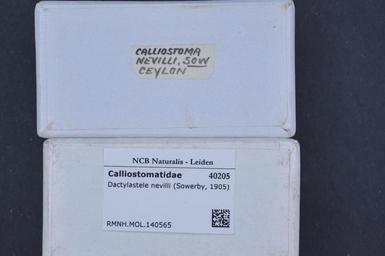 CALLIOSTOMA
NEVILLI, SOW
CEYLON
NCB Naturalis - Leiden
Calliostomatidae 40205
Dactylastele nevilli (Sowerby, 1905)
RMNH.MOL.140565